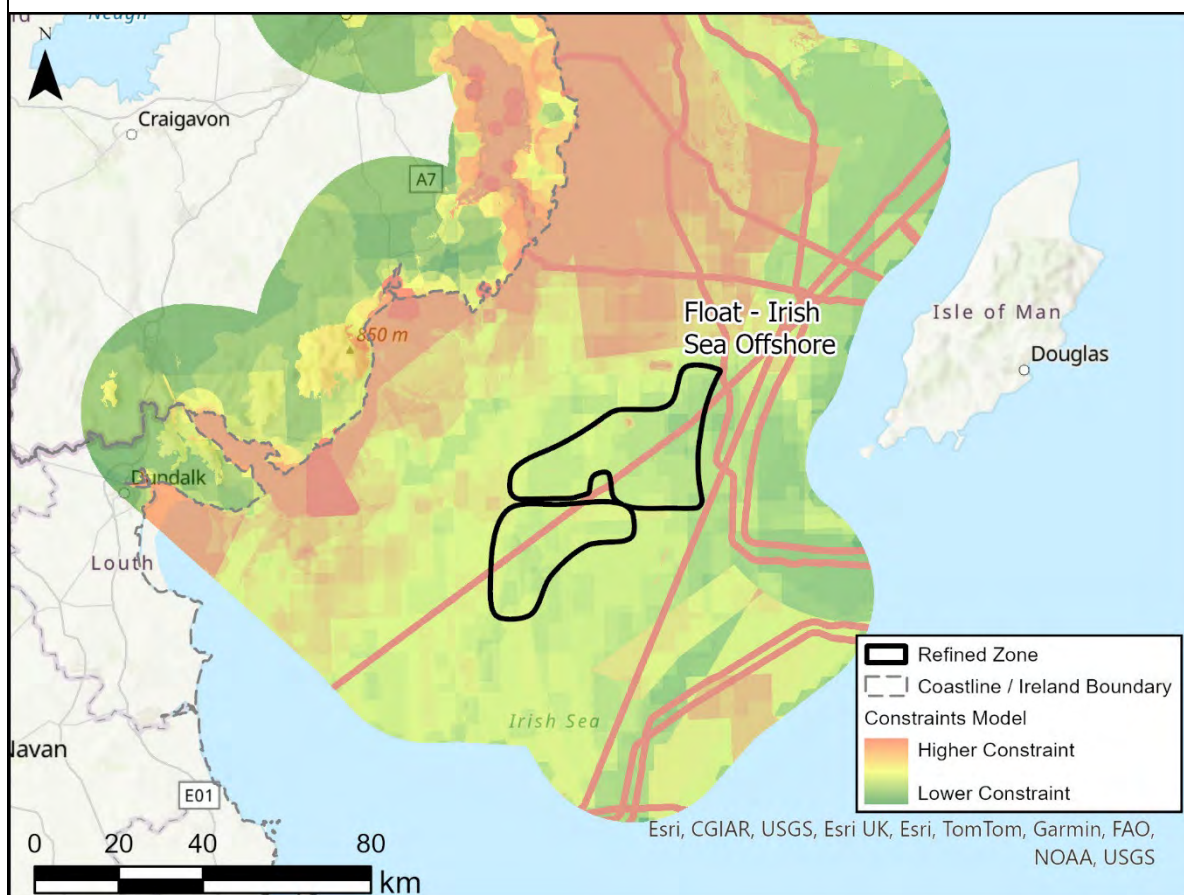 Neagh
N
Craigavon
A7
Float - Irish
Sea Offshore
Isle of Man
Douglas
850 m
Dundalk
Louth
Irish Sea
Navan
E01
Refined Zone
Coastline / Ireland Boundary
Constraints Model
Higher Constraint
Lower Constraint
0 20 40 80
km
Esri, CGIAR, USGS, Esri UK, Esri, TomTom, Garmin, FAO,
NOAA, USGS